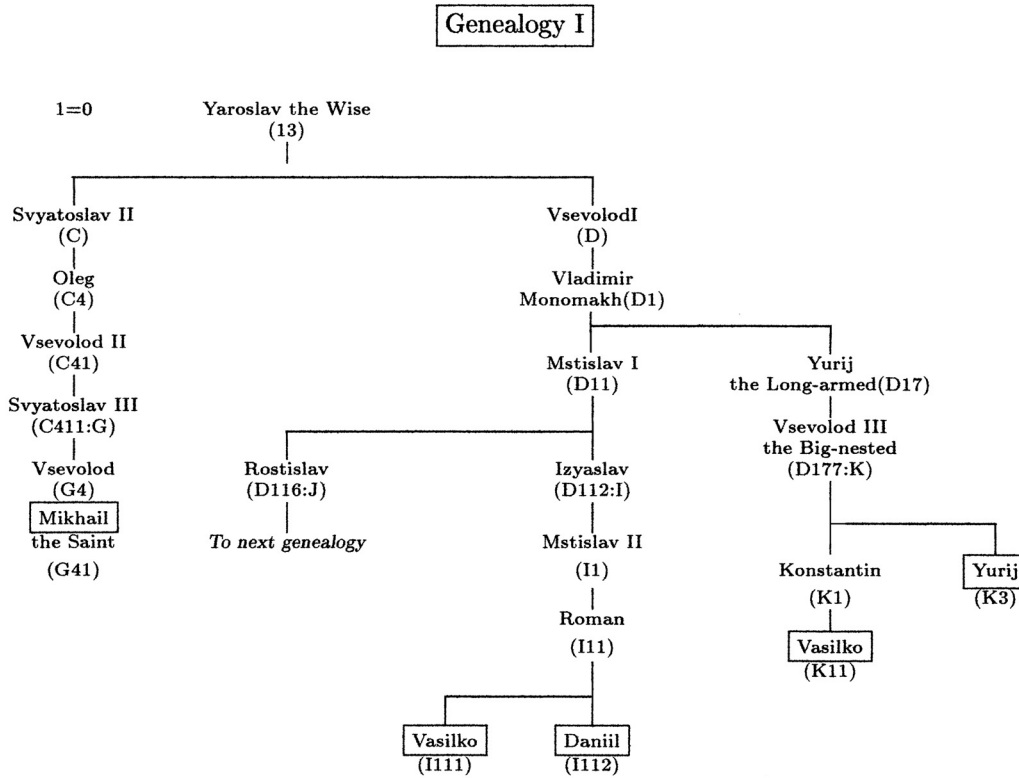 Genealogy I
1=0
Yaroslav the Wise
(13)
Svyatoslav II
(C)
VsevolodI
(D)
Oleg
(C4)
Vladimir
Monomakh(D1)
Vsevolod II
(C41)
Mstislav I
(D11)
Yurij
the Long-armed(D17)
Svyatoslav III
(C411:G)
Vsevolod III
the Big-nested
(D177:K)
Vsevolod
(G4)
Rostislav
(D116:J)
Izyaslav
(D112:I)
Mikhail
the Saint
(G41)
To next genealogy
Mstislav II
(I1)
Konstantin
(K1)
Yurij
(K3)
Roman
(I11)
Vasilko
(K11)
Vasilko
(I111)
Daniil
(I112)